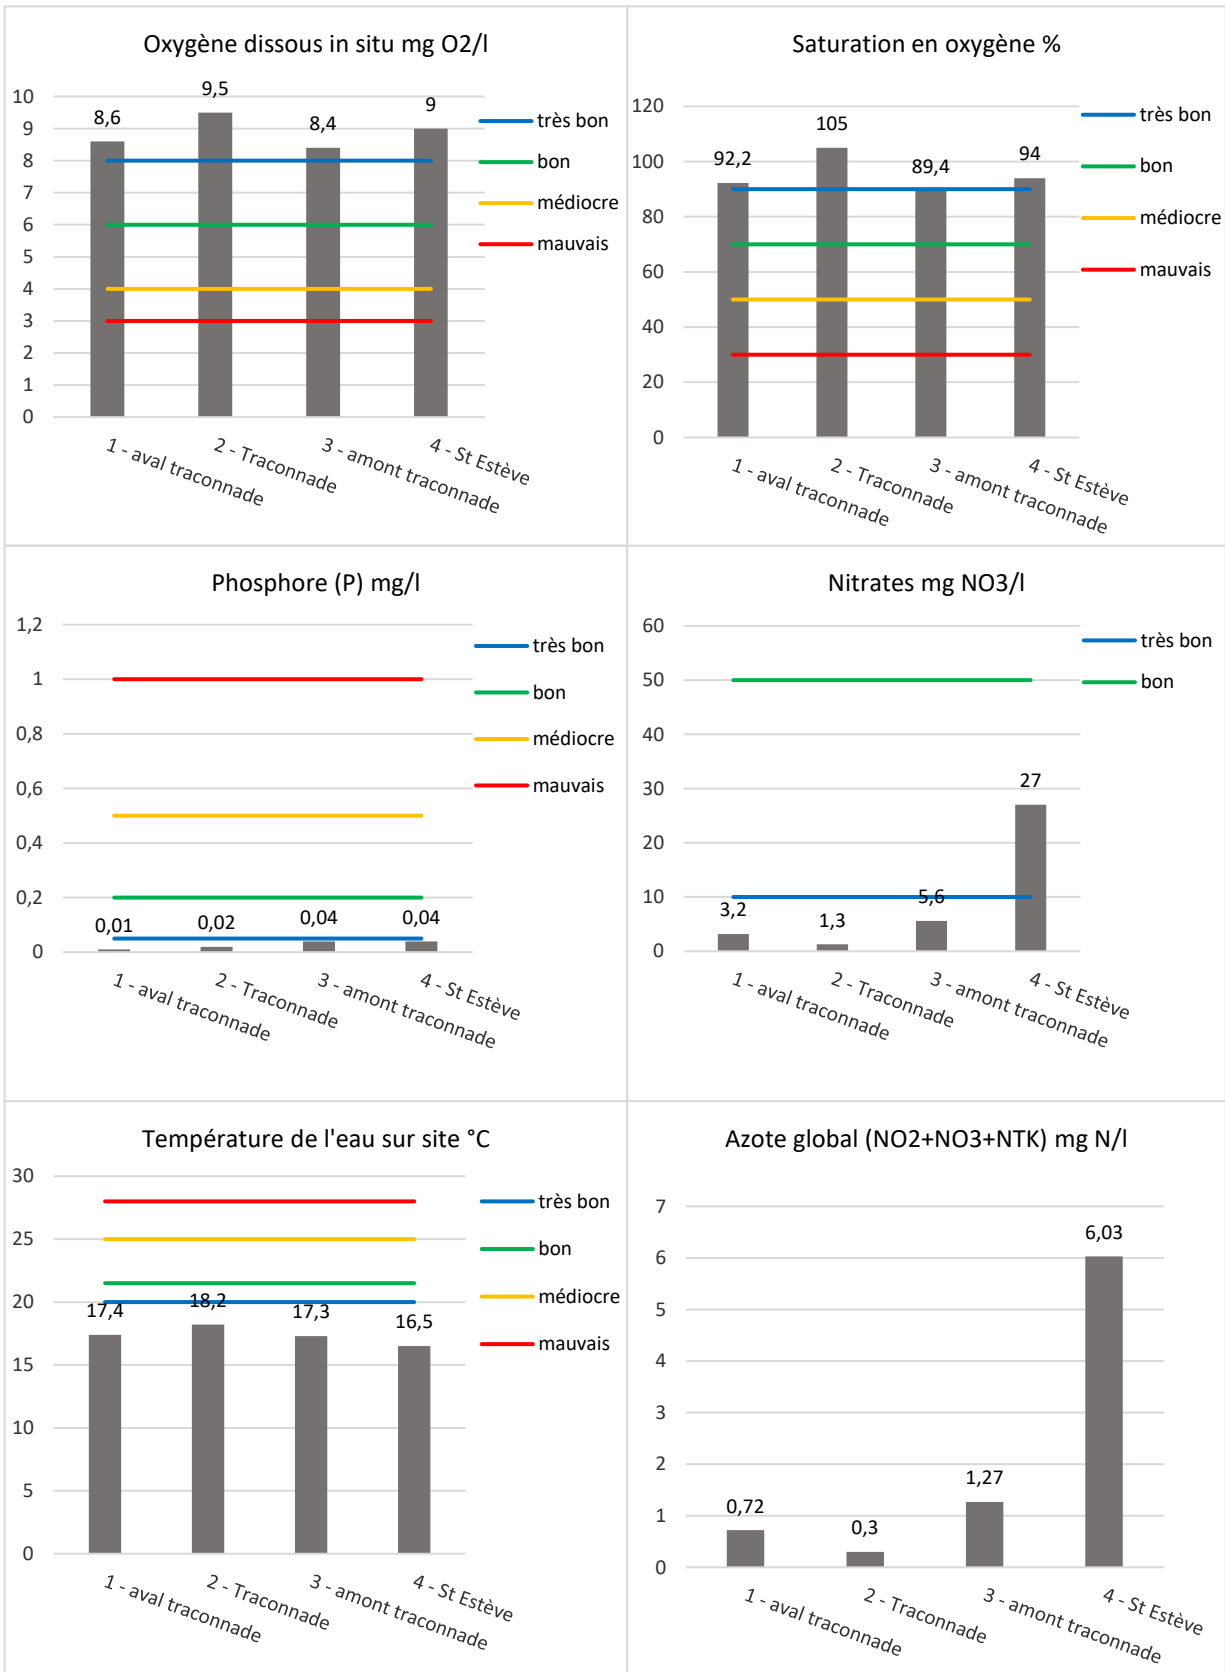 Oxygène dissous in situ mg O2/l
10
9
8
7
6
5
4
3
2
1
0
8,6
9,5
8,4
9
très bon
bon
médiocre
mauvais
1 - aval traconnade
2 - Traconnade
3 - amont traconnade
4 - St Estève
Saturation en oxygène %
120
100
80
60
40
20
0
92,2
105
89,4
94
très bon
bon
médiocre
mauvais
1 - aval traconnade
2 - Traconnade
3 - amont traconnade
4 - St Estève
Phosphore (P) mg/l
1,2
1
0,8
0,6
0,4
0,2
0
0,01
0,02
0,04
0,04
très bon
bon
médiocre
mauvais
1 - aval traconnade
2 - Traconnade
3 - amont traconnade
4 - St Estève
Nitrates mg NO3/l
60
50
40
30
20
10
0
3,2
1,3
5,6
27
très bon
bon
1 - aval traconnade
2 - Traconnade
3 - amont traconnade
4 - St Estève
Température de l'eau sur site °C
30
25
20
15
10
5
0
17,4
18,2
17,3
16,5
très bon
bon
médiocre
mauvais
1 - aval traconnade
2 - Traconnade
3 - amont traconnade
4 - St Estève
Azote global (NO2+NO3+NTK) mg N/l
7
6
5
4
3
2
1
0
0,72
0,3
1,27
6,03
1 - aval traconnade
2 - Traconnade
3 - amont traconnade
4 - St Estève